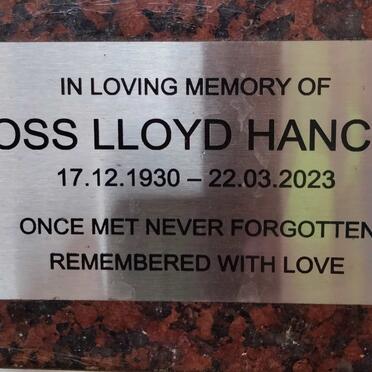 IN LOVING MEMORY OF
OSS LLOYD HANC
17.12.1930 – 22.03.2023
ONCE MET NEVER FORGOTTEN
REMEMBERED WITH LOVE